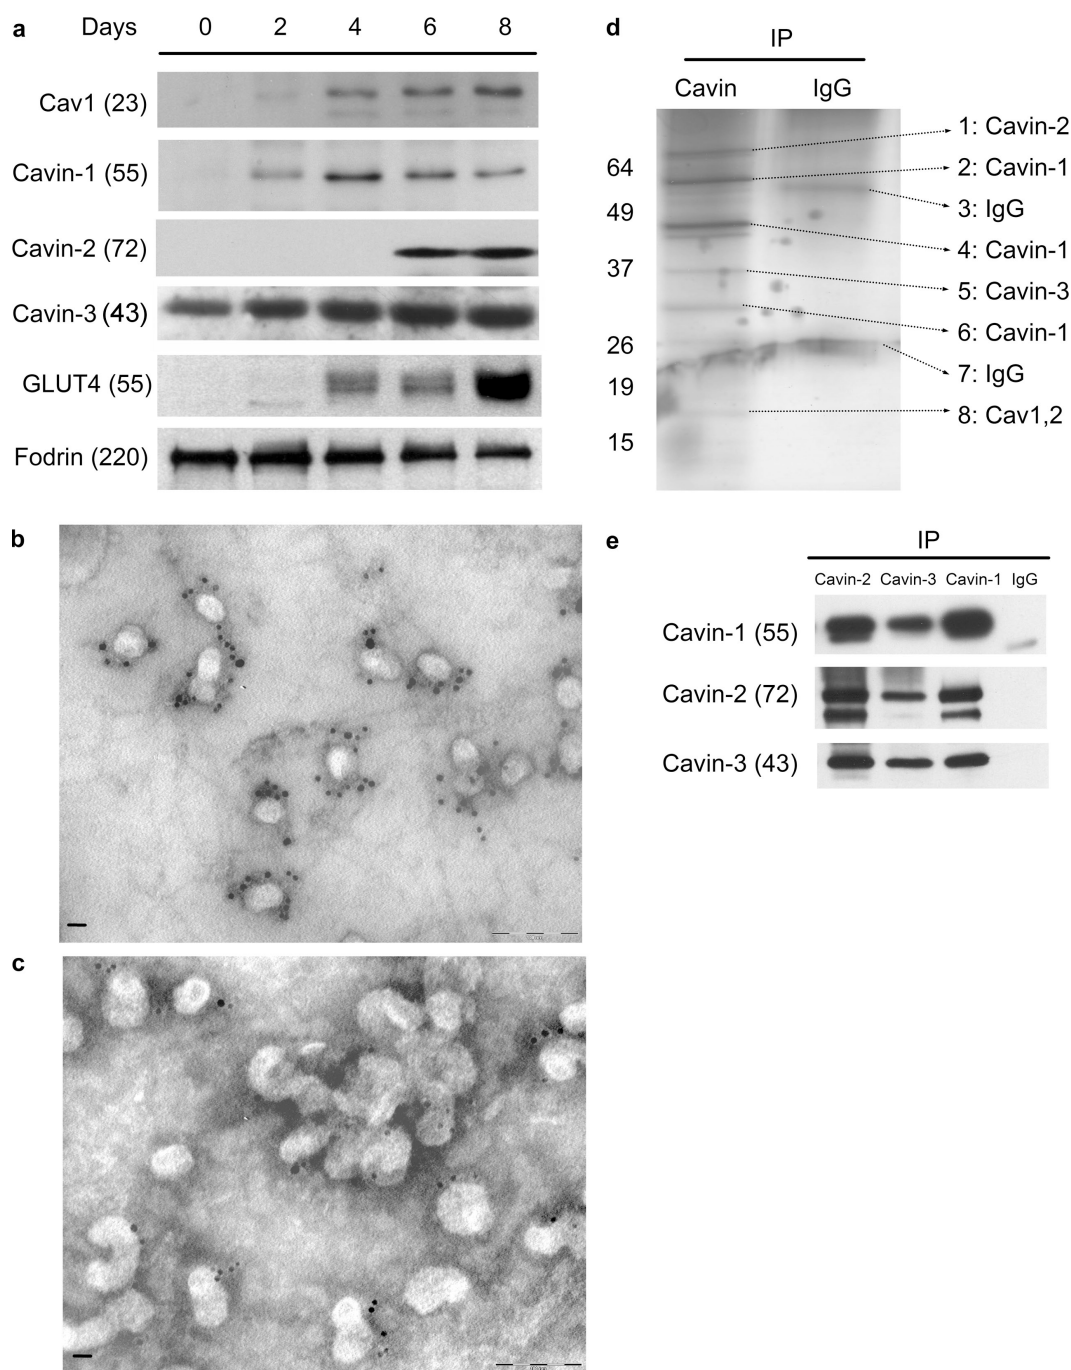 a Days 0 2 4 6 8
Cav1 (23)
Cavin-1 (55)
Cavin-2 (72)
Cavin-3 (43)
GLUT4 (55)
Fodrin (220)
b
c
d
IP
Cavin IgG
64
49
37
26
19
15
1: Cavin-2
2: Cavin-1
3: IgG
4: Cavin-1
5: Cavin-3
6: Cavin-1
7: IgG
8: Cav1,2
e
IP
Cavin-2 Cavin-3 Cavin-1 IgG
Cavin-1 (55)
Cavin-2 (72)
Cavin-3 (43)